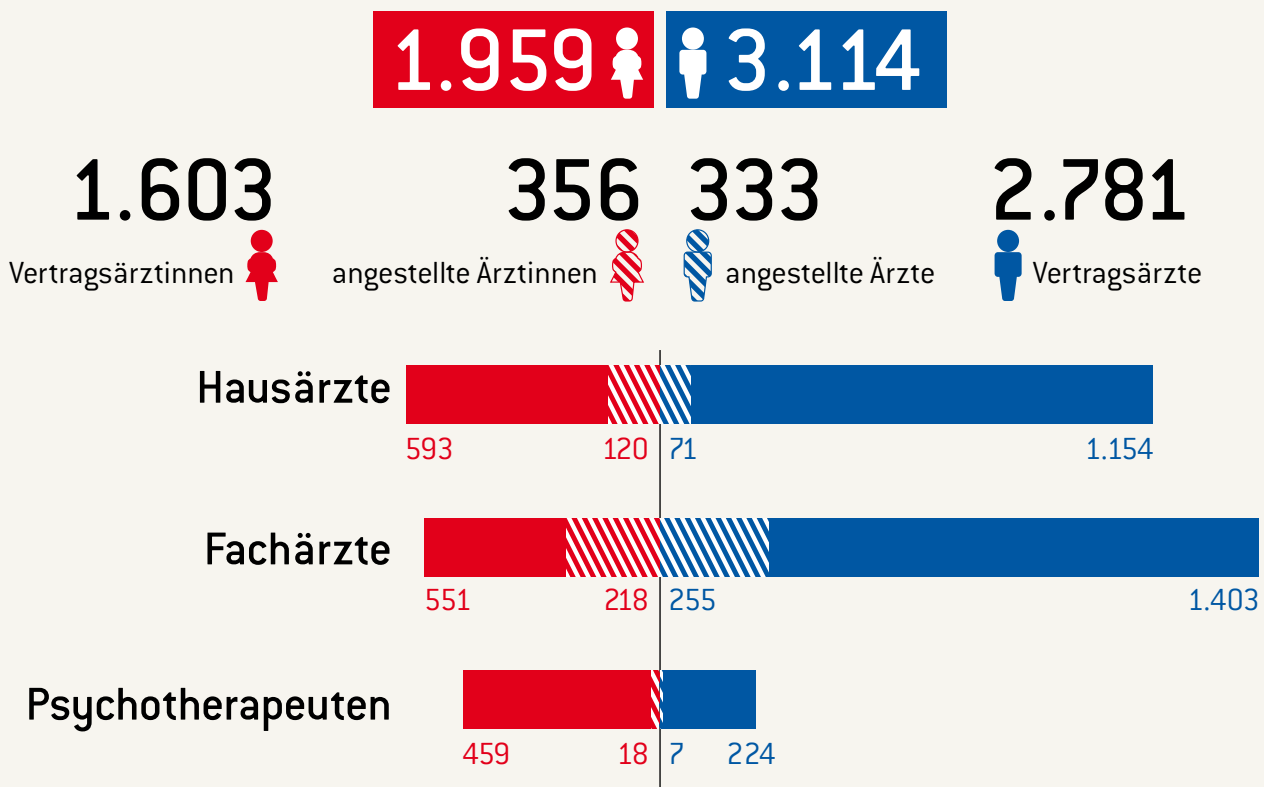 1.959 3.114
1.603 356 333 2.781
Vertragsärztinnen angestellte Ärztinnen angestellte Ärzte Vertragsärzte
Hausärzte
593 120 71 1.154
Fachärzte
551 218 255 1.403
Psychotherapeuten
459 18 7 224